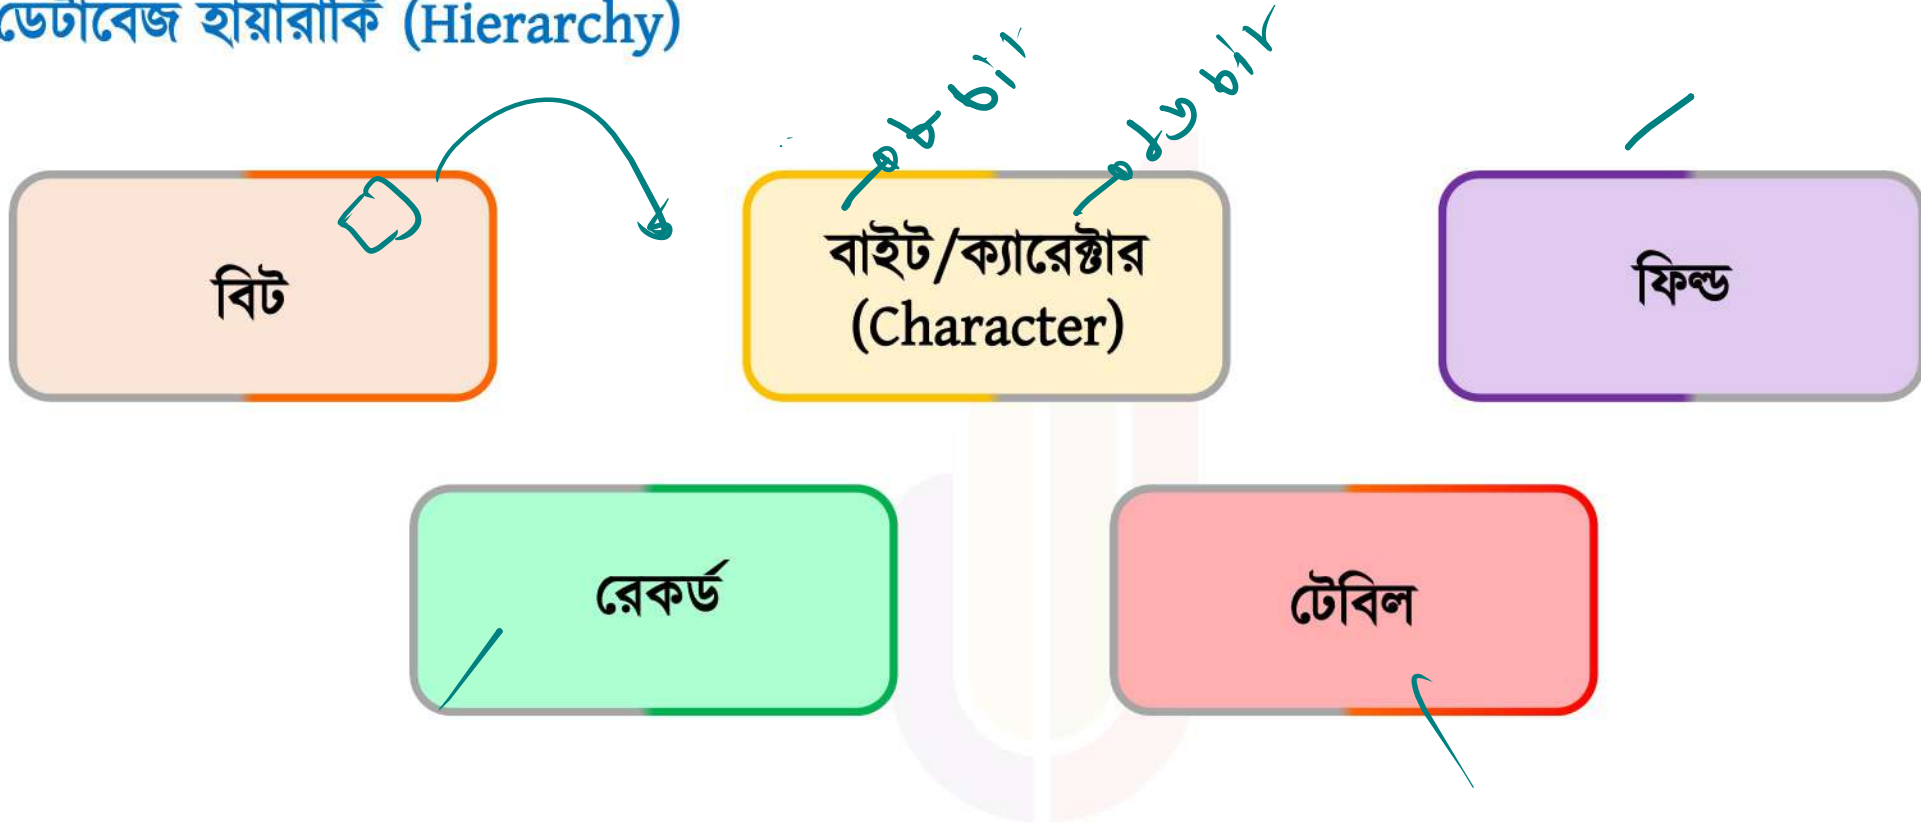 ডেটাবেজ হায়ারার্কি (Hierarchy)
বিট
বাইট/ক্যারেক্টার
(Character)
ফিল্ড
রেকর্ড
টেবিল